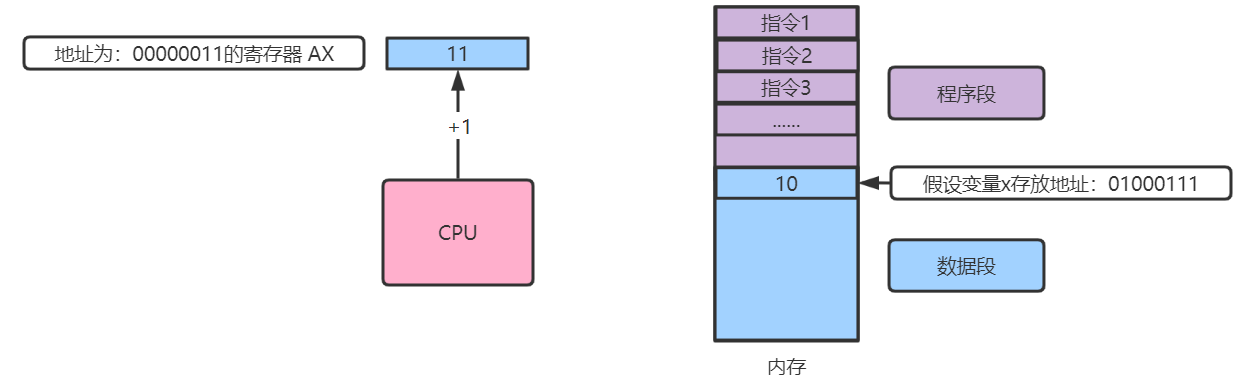 地址为：00000011的寄存器 AX
11
+1
CPU
指令1
指令2
指令3
......
程序段
10
假设变量x存放地址：01000111
数据段
内存